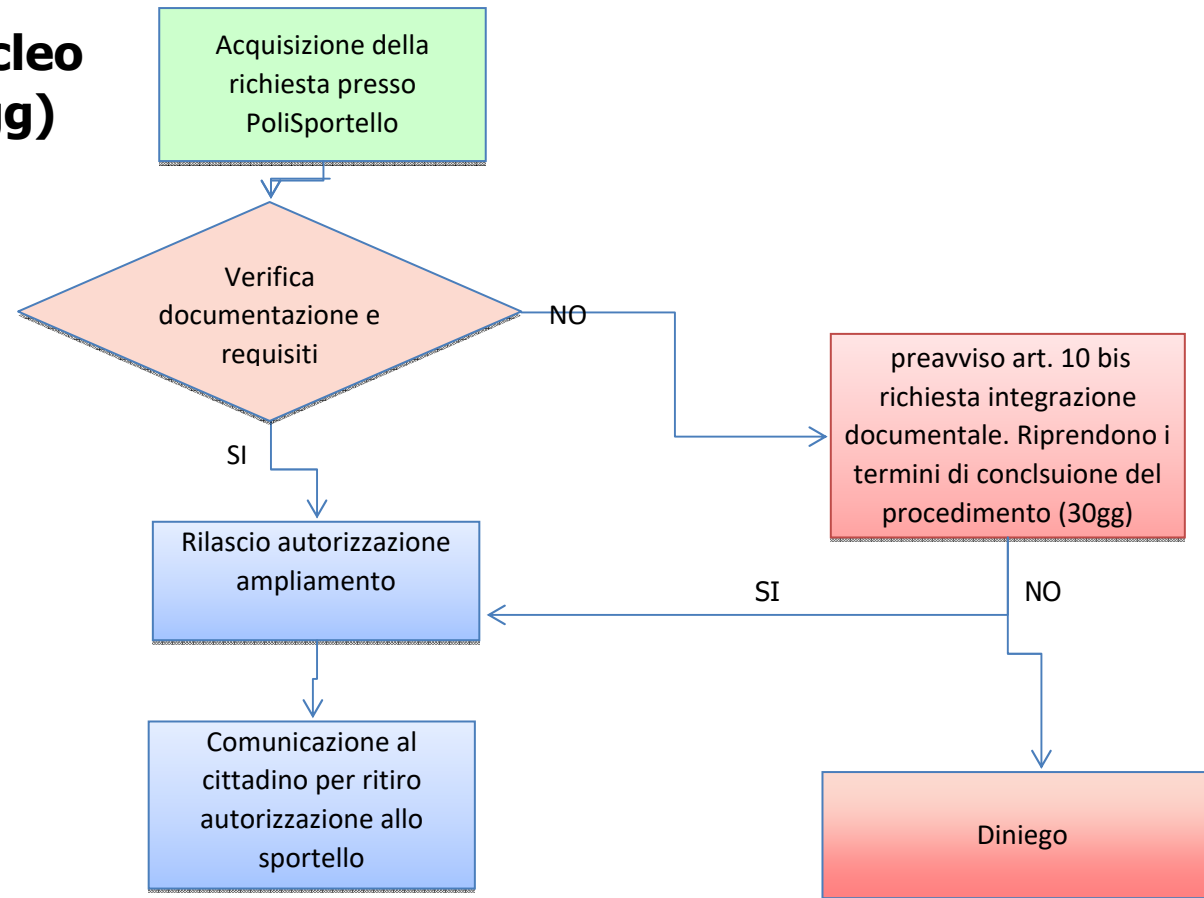 cleo
gg)
Acquisizione della
richiesta presso
PoliSportello
Verifica
documentazione e
requisiti
NO
preavviso art. 10 bis
richiesta integrazione
documentale. Riprendono i
termini di conclsuione del
procedimento (30gg)
SI
Rilascio autorizzazione
ampliamento
SI
NO
Comunicazione al
cittadino per ritiro
autorizzazione allo
sportello
Diniego